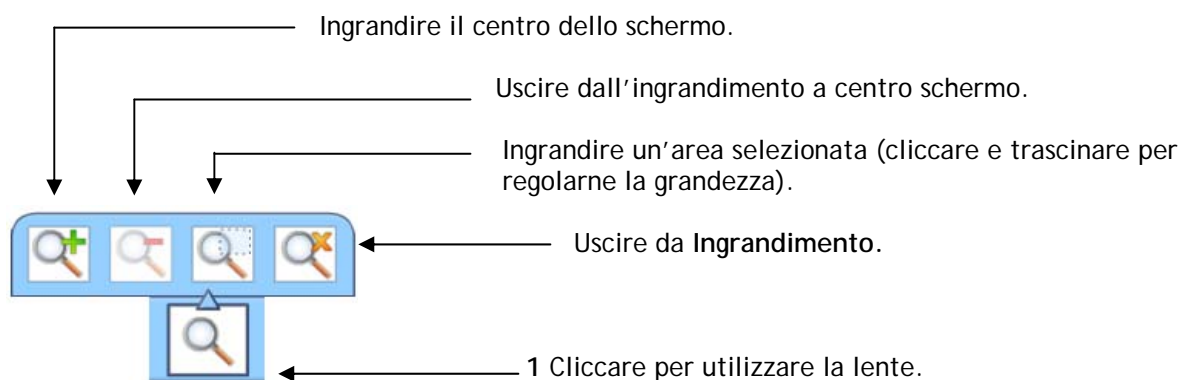 Ingrandire il centro dello schermo.
Uscire dall'ingrandimento a centro schermo.
Ingrandire un'area selezionata (cliccare e trascinare per
regolarne la grandezza).
Uscire da Ingrandimento.
1 Cliccare per utilizzare la lente.